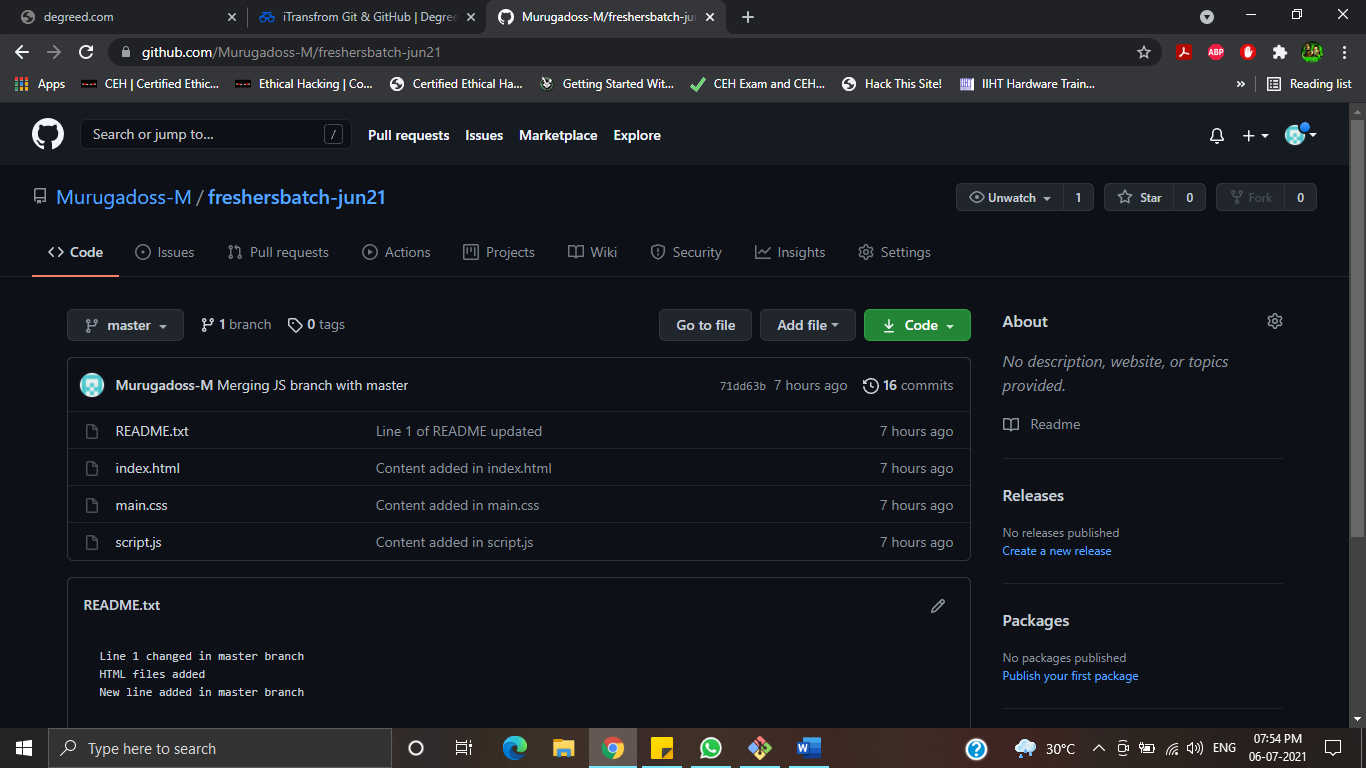 degreed.com
iTransfrom Git & GitHub | Degree
Murugadoss-M/freshersbatch-jun
github.com/Murugadoss-M/freshersbatch-jun21
ABP
Apps
CEH | Certified Ethic...
Ethical Hacking | Co...
Certified Ethical Ha...
Getting Started Wit...
CEH Exam and CEH...
Hack This Site!
IIHT Hardware Train...
»
Reading list
Search or jump to...
/
Pull requests
Issues
Marketplace
Explore
Murugadoss-M / freshersbatch-jun21
Unwatch 1
Star 0
Fork 0
Code
Issues
Pull requests
Actions
Projects
Wiki
Security
Insights
Settings
master
1 branch
0 tags
Go to file
Add file
Code
Murugadoss-M Merging JS branch with master
71dd63b 7 hours ago
16 commits
README.txt Line 1 of README updated 7 hours ago
index.html Content added in index.html 7 hours ago
main.css Content added in main.css 7 hours ago
script.js Content added in script.js 7 hours ago
README.txt
Line 1 changed in master branch
HTML files added
New line added in master branch
About
No description, website, or topics
provided.
Readme
Releases
No releases published
Create a new release
Packages
No packages published
Publish your first package
Type here to search
30°C
ENG
07:54 PM
06-07-2021